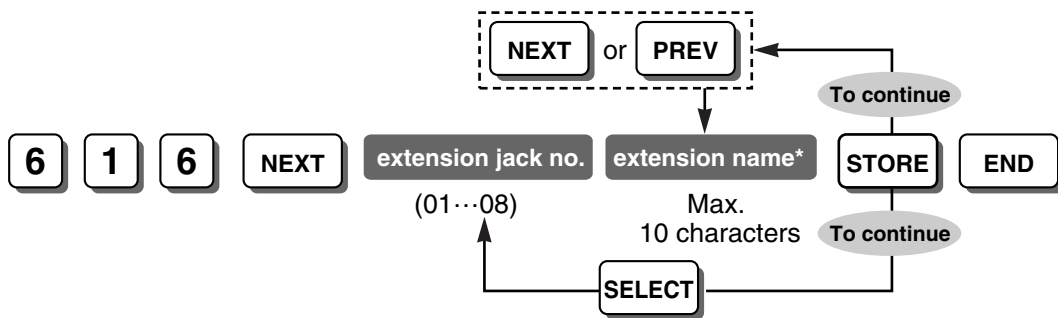 NEXT or PREV
To continue
6 1 6 NEXT extension jack no. extension name* STORE END
(01···08) Max.
10 characters To continue
SELECT